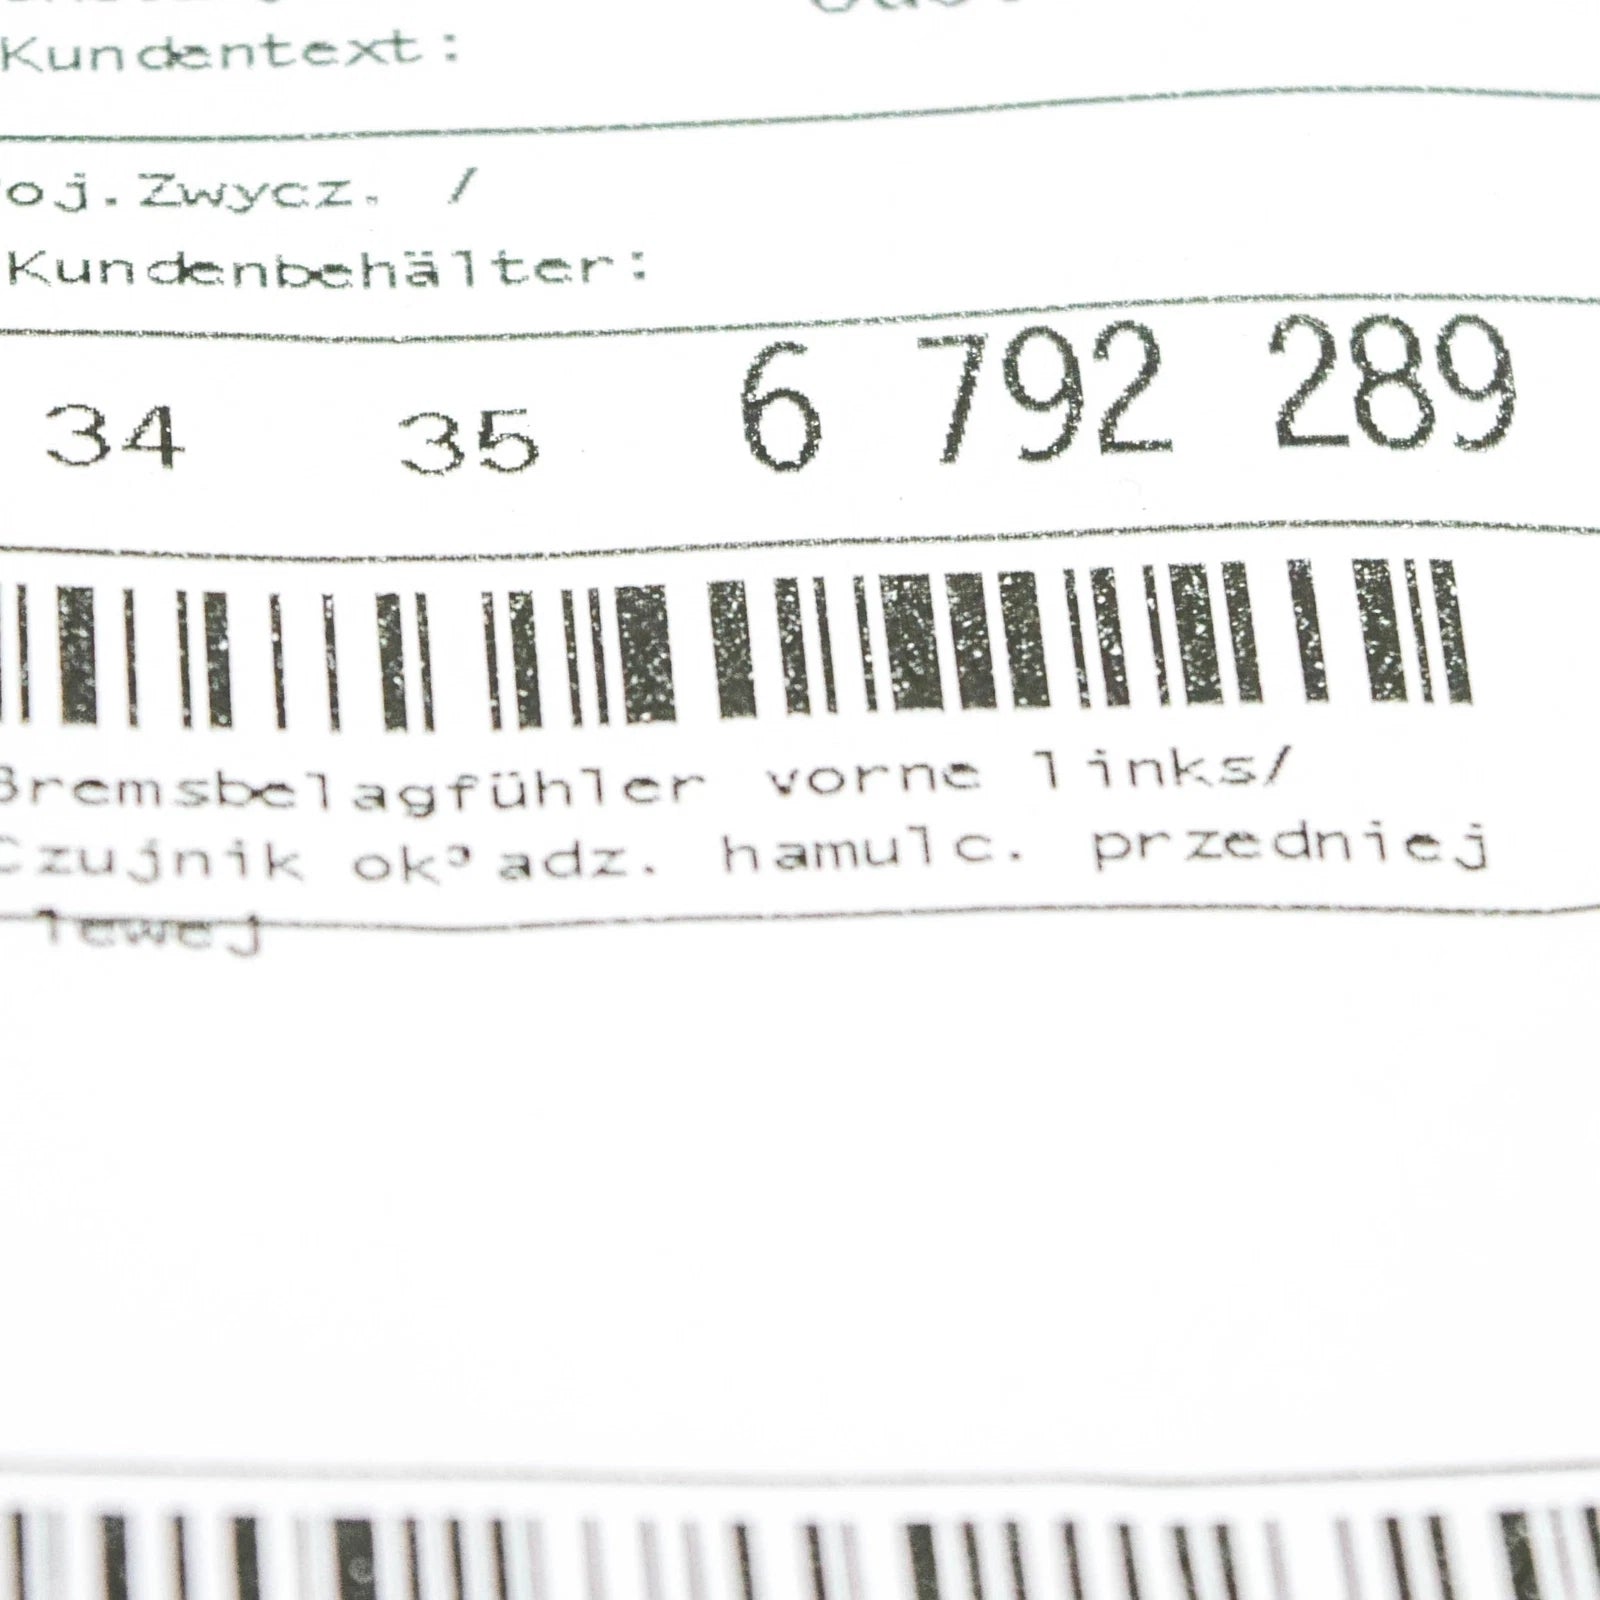 Kundentext:
oj.Zwycz. /
Kundenbehälter:
34 35 6 792 289
Bremsbelagfühler vorne links/
Czujnik ok³adz. hamulc. przedniej
lewej